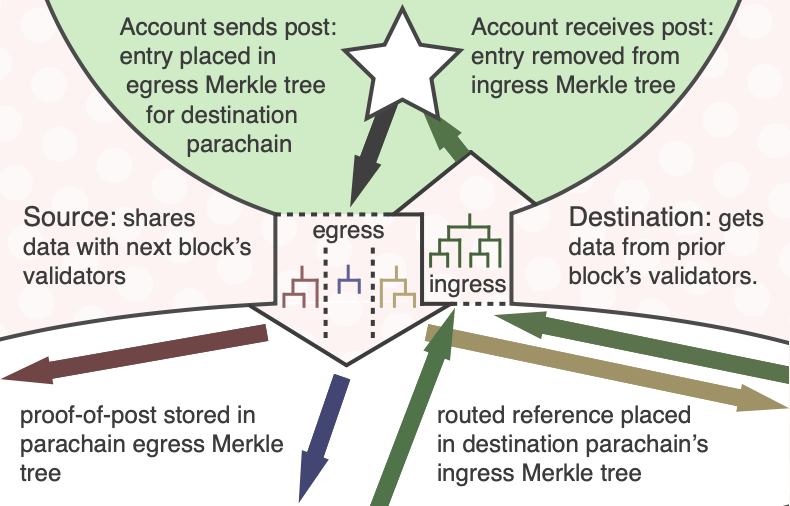 Account sends post:
entry placed in
egress Merkle tree
for destination
parachain
Account receives post:
entry removed from
ingress Merkle tree
Source: shares
data with next block's
validators
egress
ingress
Destination: gets
data from prior
block's validators.
proof-of-post stored in
parachain egress Merkle
tree
routed reference placed
in destination parachain's
ingress Merkle tree